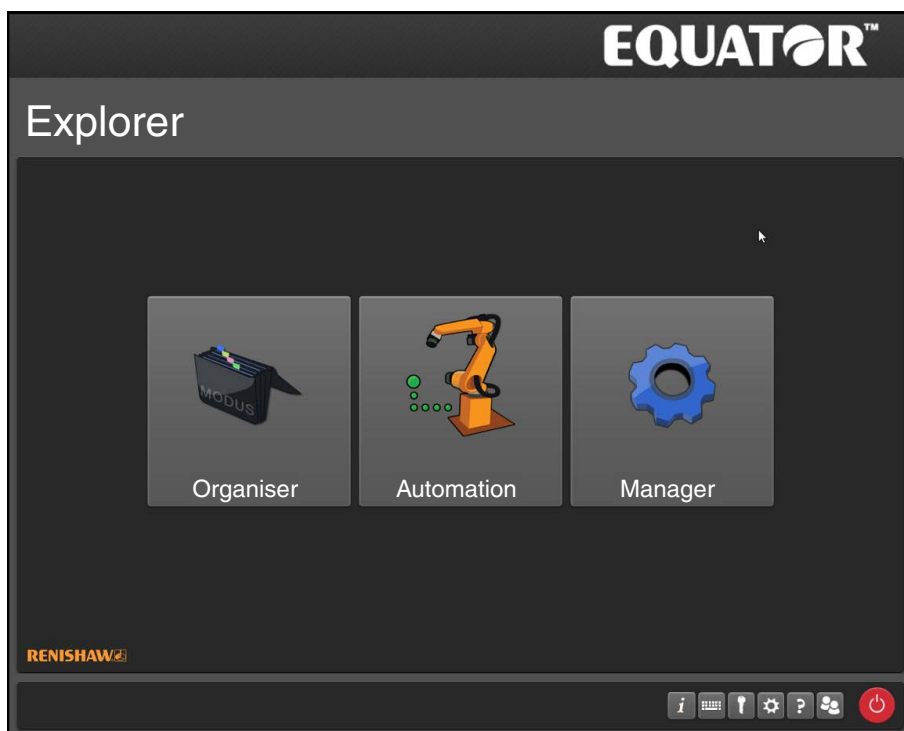 EQUATOR™
Explorer
MODUS
Organiser
Automation
Manager
RENISHAW
i
?